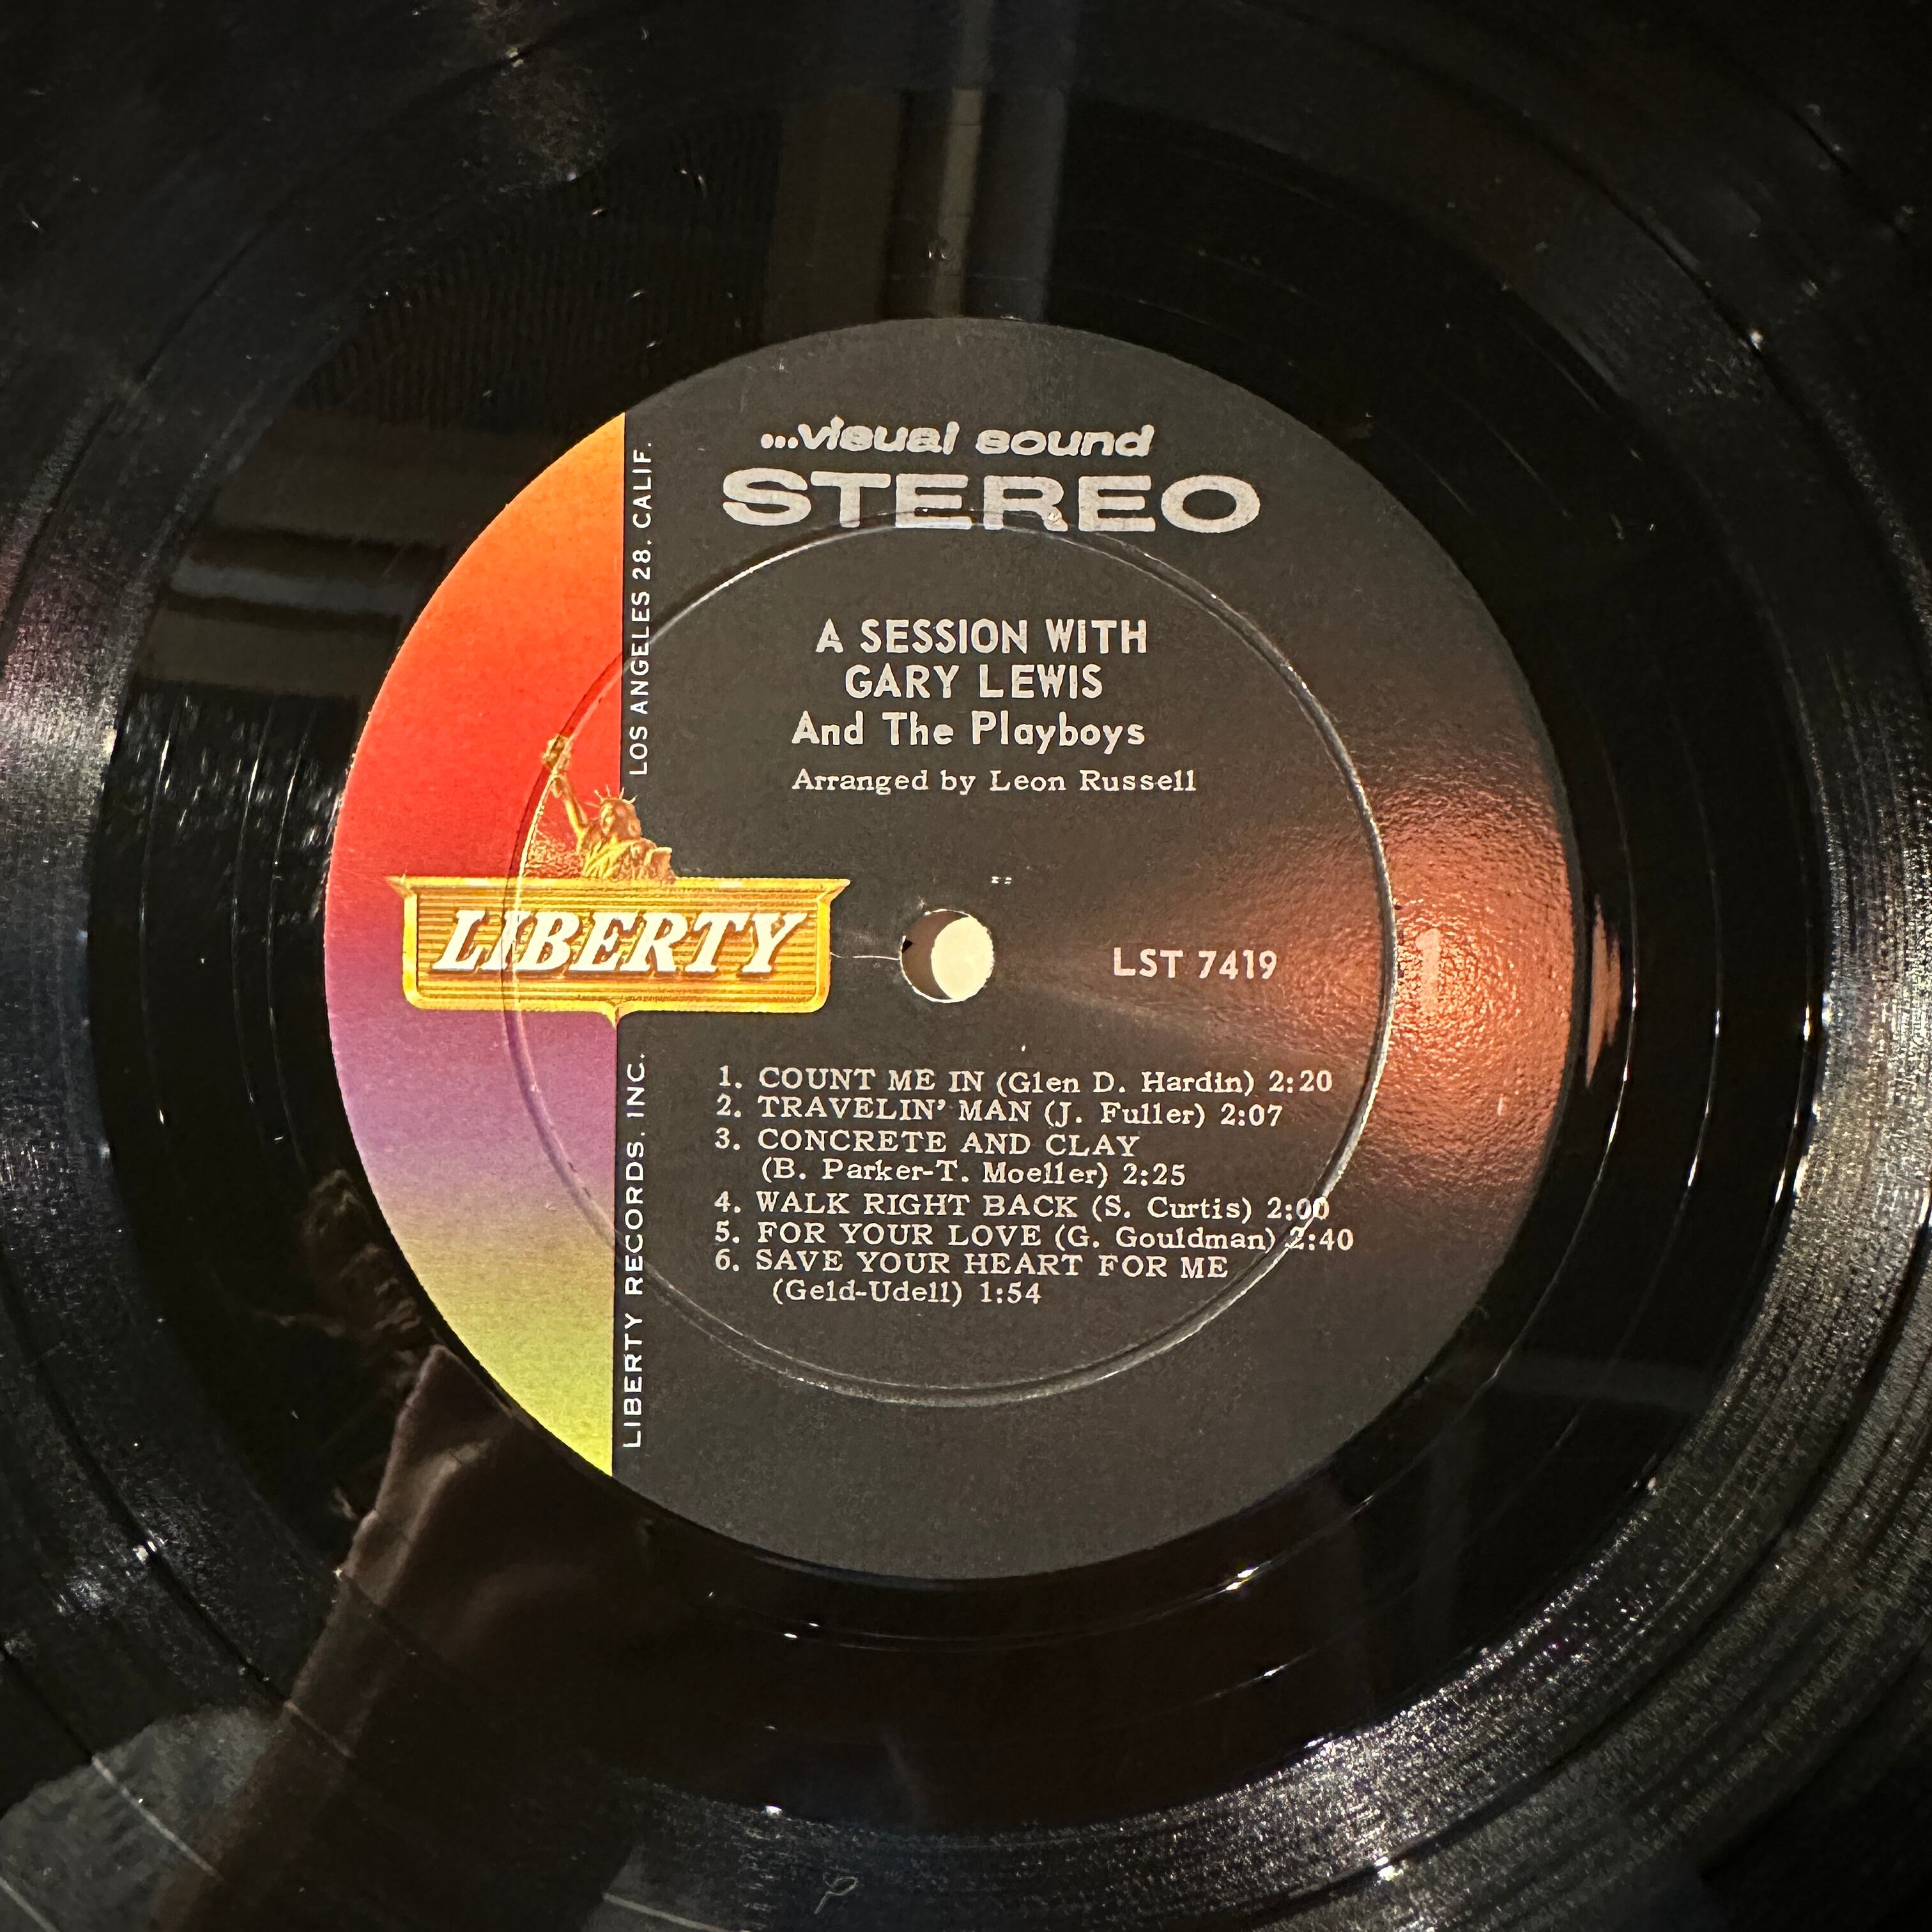 ...visual sound
STEREO
LOS ANGELES 28, CALIF.
A SESSION WITH
GARY LEWIS
And The Playboys
Arranged by Leon Russell
LIBERTY
LST 7419
1
LIBERTY RECORDS, INC.
1. COUNT ME IN (Glen D. Hardin) 2:20
2. TRAVELIN' MAN (J. Fuller) 2:07
3. CONCRETE AND CLAY
(B. Parker-T. Moeller) 2:25
4. WALK RIGHT BACK (S. Curtis) 2:00
5. FOR YOUR LOVE (G. Gouldman) 2:40
6. SAVE YOUR HEART FOR ME
(Geld-Udell) 1:54